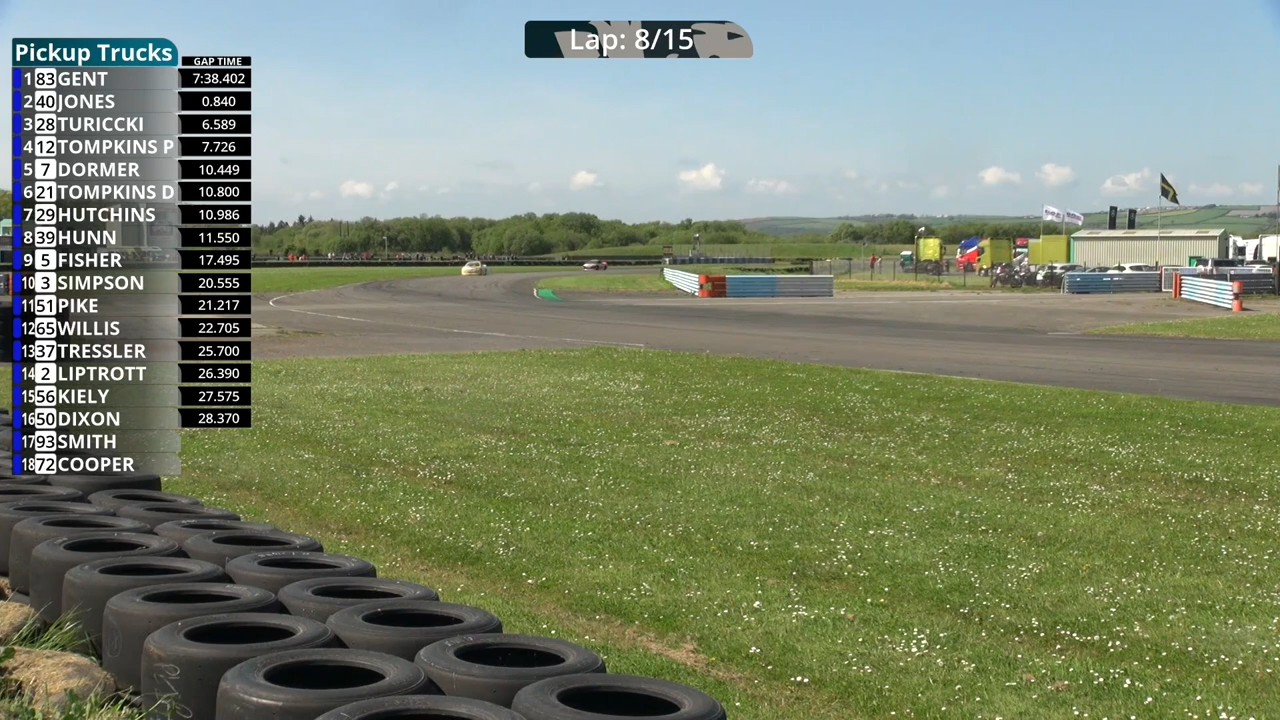 Lap: 8/15
Pickup Trucks
GAP TIME
1 83 GENT 7:38.402
2 40 JONES 0.840
3 28 TURICCKI 6.589
4 12 TOMPKINS P 7.726
5 7 DORMER 10.449
6 21 TOMPKINS D 10.800
7 29 HUTCHINS 10.986
8 39 HUNN 11.550
9 5 FISHER 17.495
10 3 SIMPSON 20.555
11 51 PIKE 21.217
12 65 WILLIS 22.705
13 37 TRESSLER 25.700
14 2 LIPTROTT 26.390
15 56 KIELY 27.575
16 50 DIXON 28.370
17 93 SMITH
18 72 COOPER